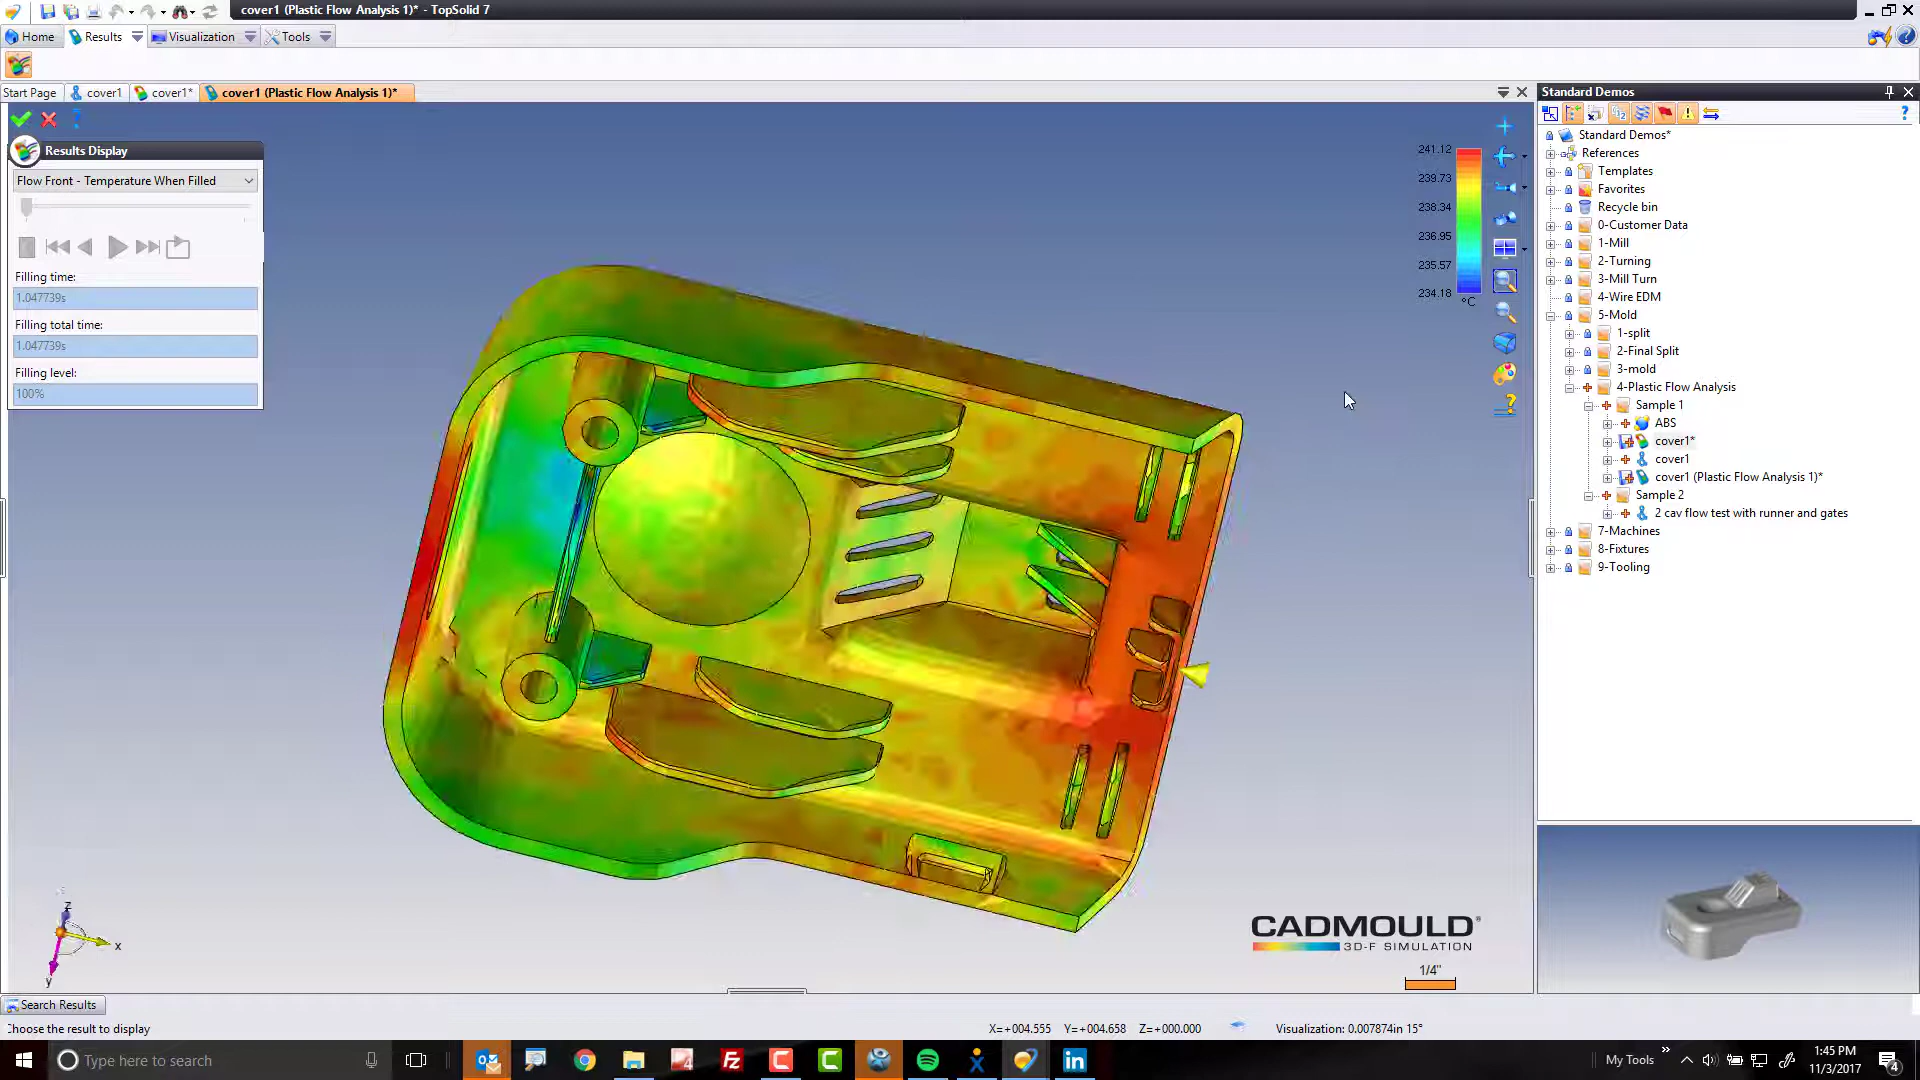 cover1 (Plastic Flow Analysis 1)* - TopSolid 7
Home Results Visualization Tools
Start Page cover1 cover1* cover1 (Plastic Flow Analysis 1)*
Results Display
Flow Front - Temperature When Filled
Filling time:
1.047739s
Filling total time:
1.047739s
Filling level:
100%
241.12
239.73
238.34
236.95
235.57
234.18
°C
CADMOULD®
3D-F SIMULATION
1/4"
z
x
y
Standard Demos
Standard Demos*
References
Templates
Favorites
Recycle bin
0-Customer Data
1-Mill
2-Turning
3-Mill Turn
4-Wire EDM
5-Mold
1-split
2-Final Split
3-mold
4-Plastic Flow Analysis
Sample 1
ABS
cover1*
cover1
cover1 (Plastic Flow Analysis 1)*
Sample 2
2 cav flow test with runner and gates
7-Machines
8-Fixtures
9-Tooling
Search Results
Choose the result to display
X=+004.555 Y=+004.658 Z=+000.000 Visualization: 0.007874in 15°
Type here to search
My Tools
1:45 PM
11/3/2017
4